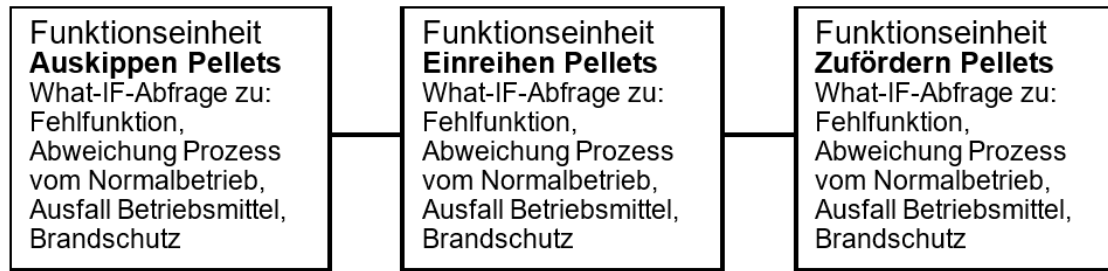 Funktionseinheit
Auskippen Pellets
What-IF-Abfrage zu:
Fehlfunktion,
Abweichung Prozess
vom Normalbetrieb,
Ausfall Betriebsmittel,
Brandschutz
Funktionseinheit
Einreihen Pellets
What-IF-Abfrage zu:
Fehlfunktion,
Abweichung Prozess
vom Normalbetrieb,
Ausfall Betriebsmittel,
Brandschutz
Funktionseinheit
Zufördern Pellets
What-IF-Abfrage zu:
Fehlfunktion,
Abweichung Prozess
vom Normalbetrieb,
Ausfall Betriebsmittel,
Brandschutz